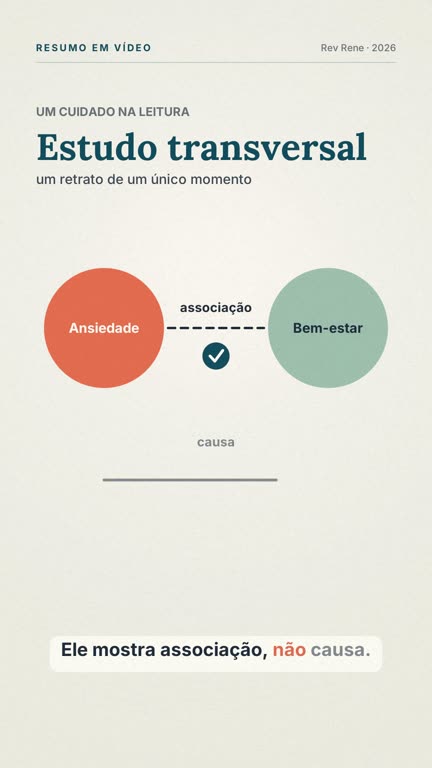 RESUMO EM VÍDEO
Rev Rene · 2026
UM CUIDADO NA LEITURA
Estudo transversal
um retrato de um único momento
associação
Ansiedade
Bem-estar
causa
Ele mostra associação, não causa.